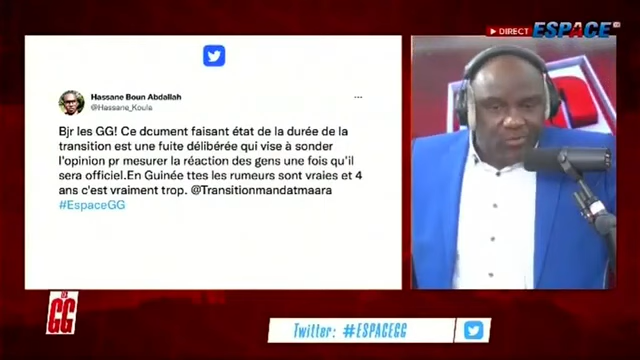 DIRECT
ESPACE
Hassane Boun Abdallah
@Hassane_Koula
Bjr les GG! Ce dcument faisant état de la durée de la
transition est une fuite délibérée qui vise à sonder
l'opinion pr mesurer la réaction des gens une fois qu'il
sera officiel.En Guinée ttes les rumeurs sont vraies et 4
ans c'est vraiment trop. @Transitionmandatmaara
#EspaceGG
LES
GG
Twitter: #ESPACEGG